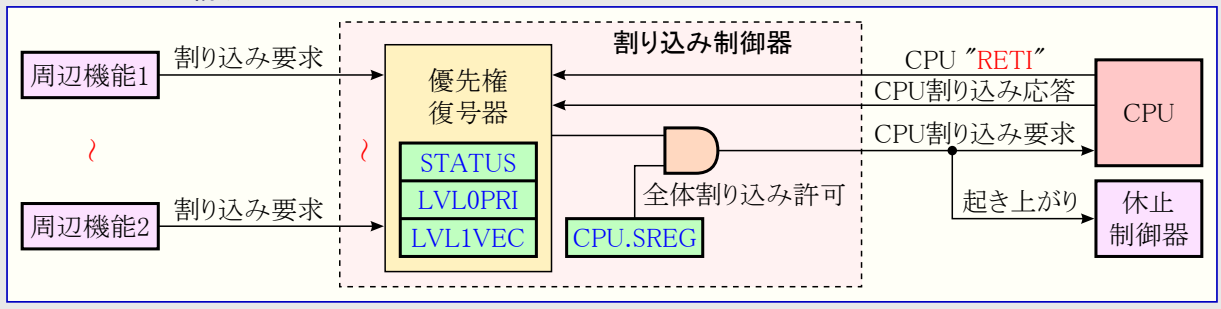 割り込み制御器
周辺機能1
割り込み要求
優先権
復号器
STATUS
LVL0PRI
LVL1VEC
CPU "RETI"
CPU割り込み応答
CPU割り込み要求
CPU
全体割り込み許可
CPU.SREG
起き上がり
休止
制御器
周辺機能2
割り込み要求